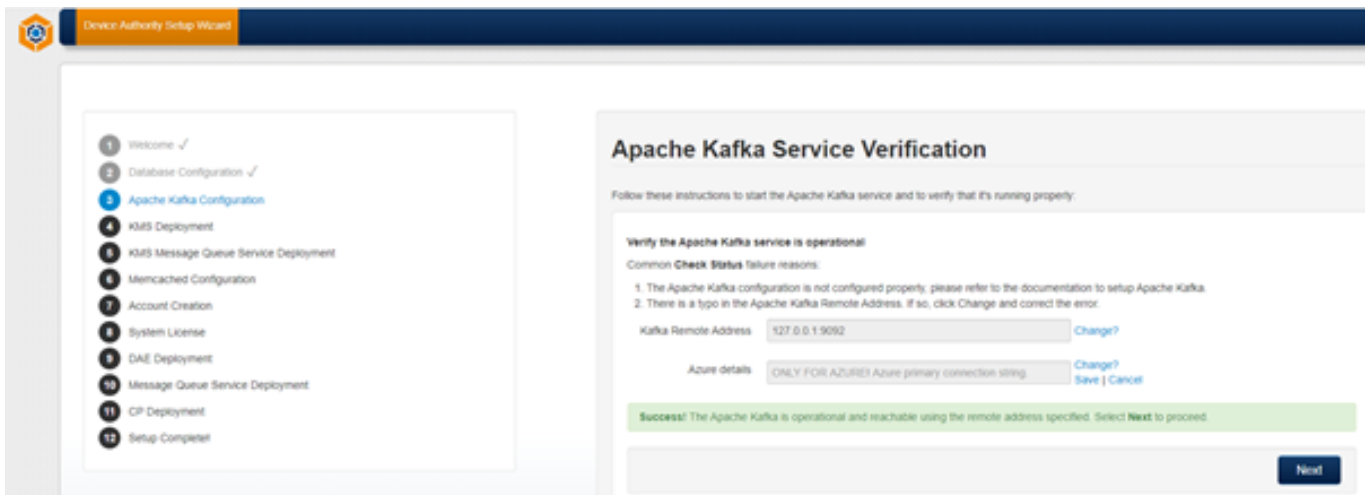 Device Authority Setup Wizard
1 Welcome ✓
2 Database Configuration ✓
3 Apache Kafka Configuration
4 KMS Deployment
5 KMS Message Queue Service Deployment
6 Memcached Configuration
7 Account Creation
8 System License
9 DAE Deployment
10 Message Queue Service Deployment
11 CP Deployment
12 Setup Complete!
Apache Kafka Service Verification
Follow these instructions to start the Apache Kafka service and to verify that it's running properly:
Verify the Apache Kafka service is operational
Common Check Status failure reasons:
1. The Apache Kafka configuration is not configured properly, please refer to the documentation to setup Apache Kafka.
2. There is a typo in the Apache Kafka Remote Address. If so, click Change and correct the error.
Kafka Remote Address 127.0.0.1:9092 Change?
Azure details ONLY FOR AZURE! Azure primary connection string Change?
Save | Cancel
Success! The Apache Kafka is operational and reachable using the remote address specified. Select Next to proceed.
Next